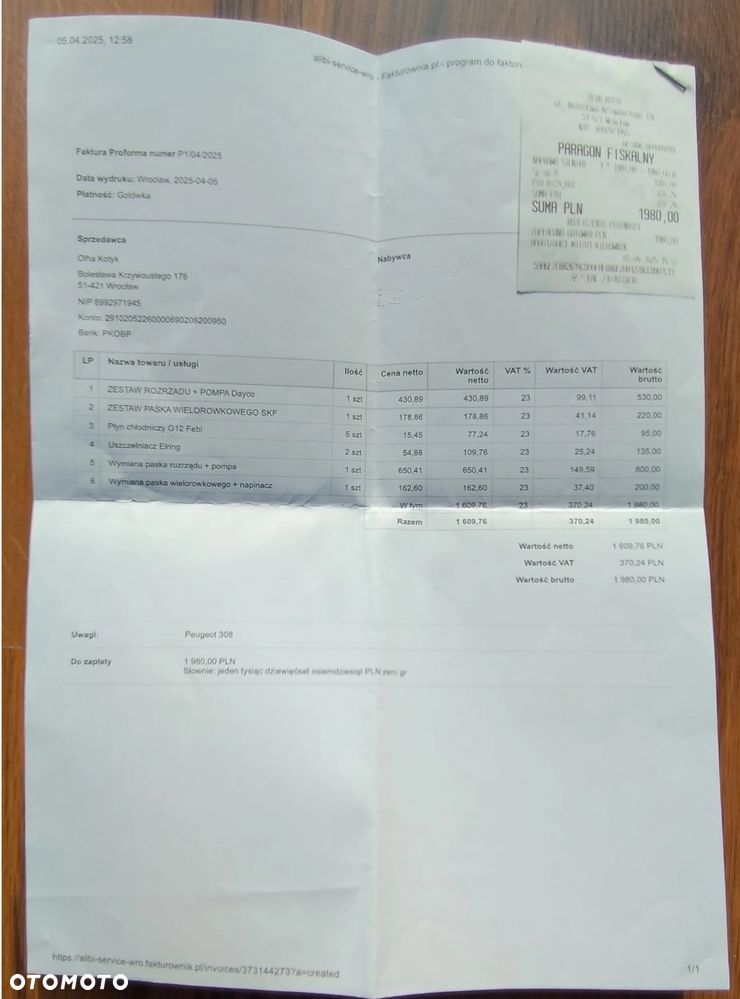 05.04.2025, 12:58
alibi-service-wro - Fakturownia.pl - program do faktur
Faktura Proforma numer P1/04/2025
Data wydruku: Wrocław, 2025-04-05
Płatność: Gotówka
Sprzedawca
Olha Kotyk
Bolesława Krzywoustego 176
51-421 Wrocław
NIP 8992971945
Konto: 29102052260000690208200950
Bank: PKOBP
Nabywca
PARAGON FISKALNY
SUMA PLN 1980,00
ROZLICZENIE PŁATNOŚCI
LP Nazwa towaru / usługi Ilość Cena netto Wartość netto VAT % Wartość VAT Wartość brutto
1 ZESTAW ROZRZĄDU + POMPA Dayco 1 szt 430,89 430,89 23 99,11 530,00
2 ZESTAW PASKA WIELOROWKOWEGO SKF 1 szt 178,86 178,86 23 41,14 220,00
3 Płyn chłodniczy G12 Febi 5 szt 15,45 77,24 23 17,76 95,00
4 Uszczelniacz Elring 2 szt 54,88 109,76 23 25,24 135,00
5 Wymiana paska rozrządu + pompa 1 szt 650,41 650,41 23 149,59 800,00
6 Wymiana paska wielorowkowego + napinacz 1 szt 162,60 162,60 23 37,40 200,00
W tym 1 609,76 23 370,24 1 980,00
Razem 1 609,76 370,24 1 980,00
Wartość netto 1 609,76 PLN
Wartość VAT 370,24 PLN
Wartość brutto 1 980,00 PLN
Uwagi: Peugeot 308
Do zapłaty 1 980,00 PLN
Słownie: jeden tysiąc dziewięćset osiemdziesiąt PLN zero gr
https://alibi-service-wro.fakturownia.pl/invoices/373144273?a=created
1/1
OTOMOTO